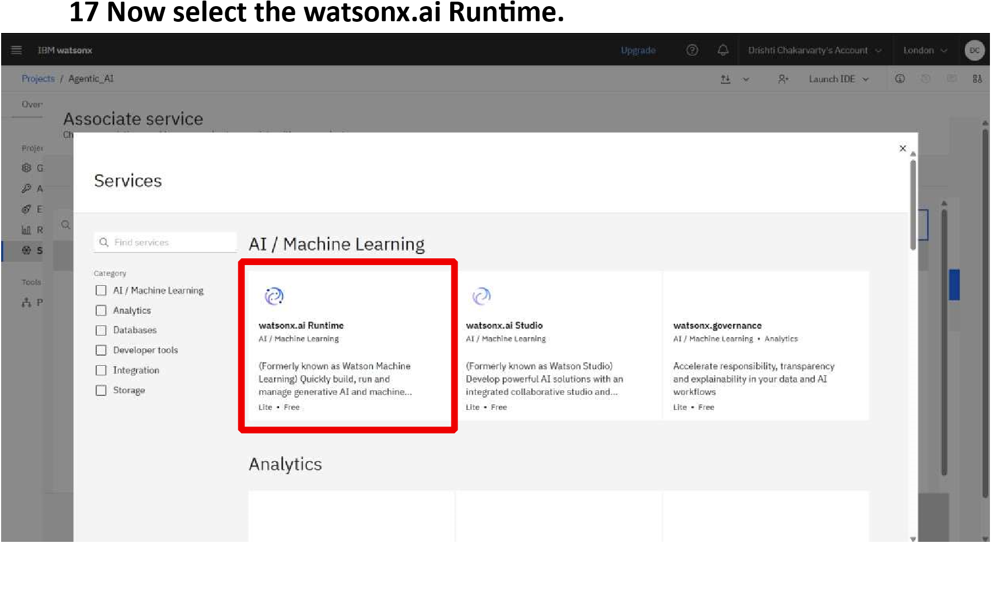 17 Now select the watsonx.ai Runtime.
IBM watsonx
Upgrade
Drishti Chakarvarty's Account
London
DC
Projects / Agentic_AI
Launch IDE
Over
Associate service
Ch
Projec
G
A
E
R
S
Tools
P
Services
Find services
Category
AI / Machine Learning
Analytics
Databases
Developer tools
Integration
Storage
AI / Machine Learning
watsonx.ai Runtime
AI / Machine Learning
(Formerly known as Watson Machine
Learning) Quickly build, run and
manage generative AI and machine...
Lite • Free
watsonx.ai Studio
AI / Machine Learning
(Formerly known as Watson Studio)
Develop powerful AI solutions with an
integrated collaborative studio and...
Lite • Free
watsonx.governance
AI / Machine Learning • Analytics
Accelerate responsibility, transparency
and explainability in your data and AI
workflows
Lite • Free
Analytics